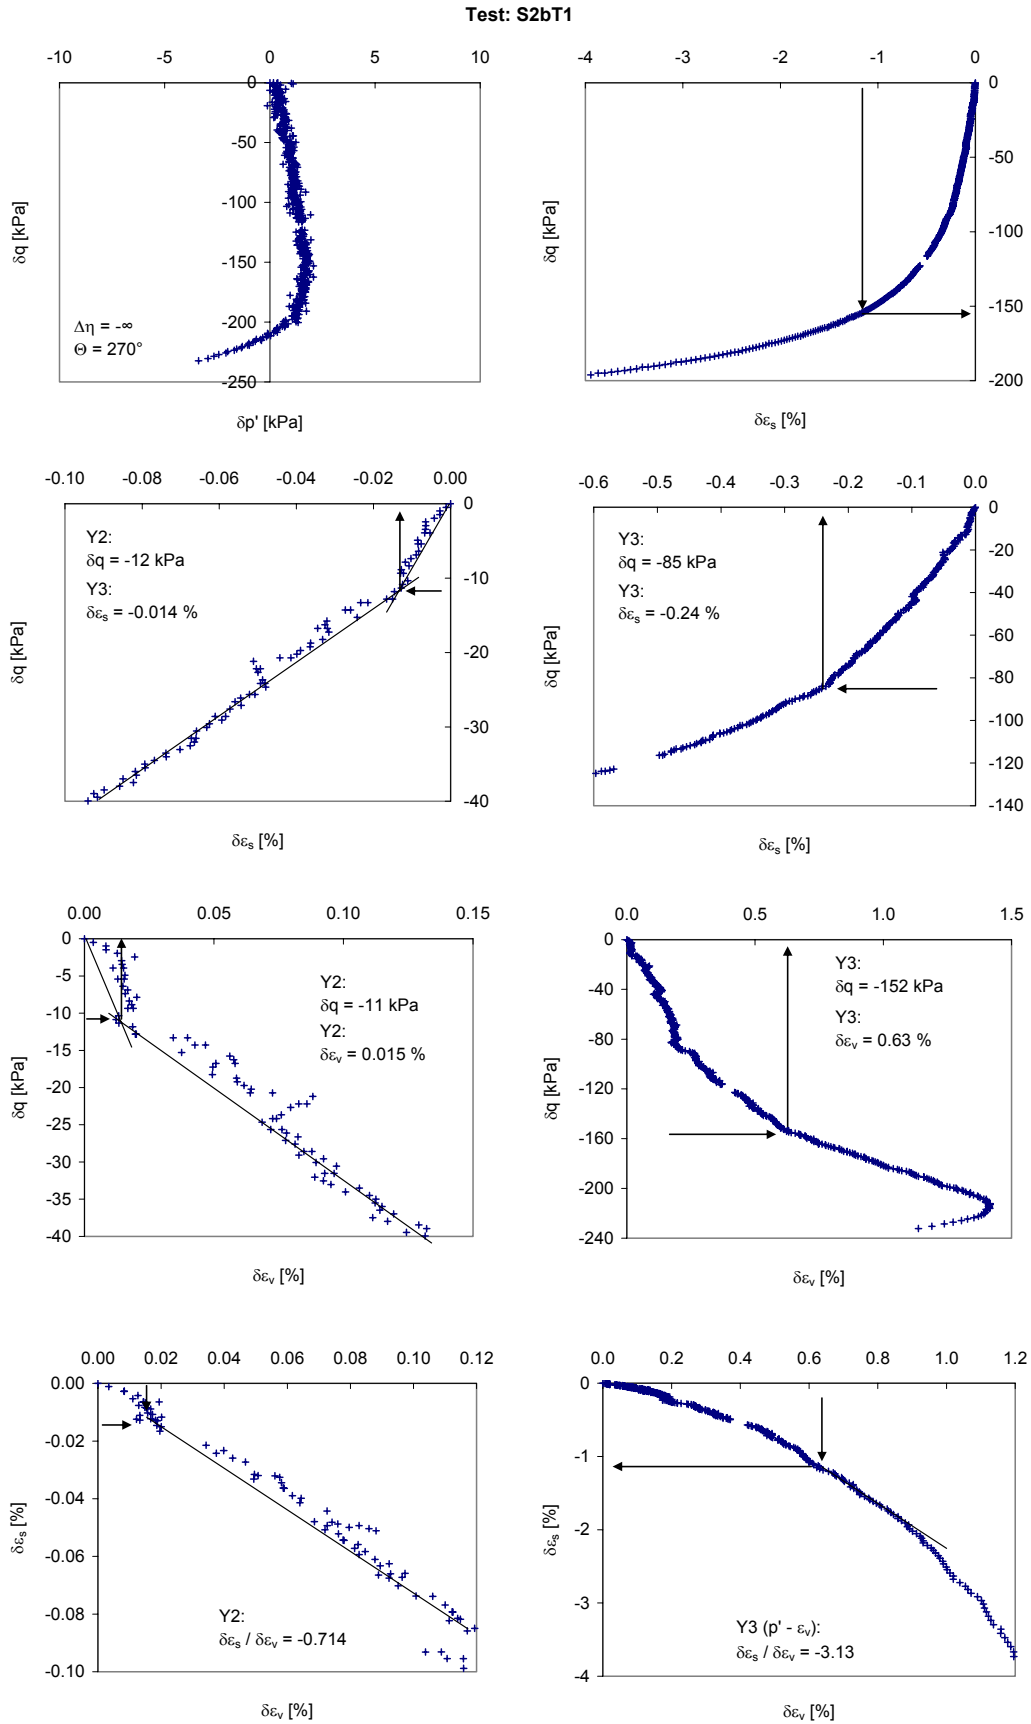 Test: S2bT1
-10 -5 0 5 10
0
-50
-100
-150
-200
-250
δq [kPa]
Δη = -∞
Θ = 270°
δp' [kPa]
-4 -3 -2 -1 0
0
-50
-100
-150
-200
δq [kPa]
δεs [%]
-0.10 -0.08 -0.06 -0.04 -0.02 0.00
0
-10
-20
-30
-40
δq [kPa]
Y2:
δq = -12 kPa
Y3:
δεs = -0.014 %
δεs [%]
-0.6 -0.5 -0.4 -0.3 -0.2 -0.1 0.0
0
-20
-40
-60
-80
-100
-120
-140
δq [kPa]
Y3:
δq = -85 kPa
Y3:
δεs = -0.24 %
δεs [%]
0.00 0.05 0.10 0.15
0
-5
-10
-15
-20
-25
-30
-35
-40
δq [kPa]
Y2:
δq = -11 kPa
Y2:
δεv = 0.015 %
δεv [%]
0.0 0.5 1.0 1.5
0
-40
-80
-120
-160
-200
-240
δq [kPa]
Y3:
δq = -152 kPa
Y3:
δεv = 0.63 %
δεv [%]
0.00 0.02 0.04 0.06 0.08 0.10 0.12
0.00
-0.02
-0.04
-0.06
-0.08
-0.10
δεs [%]
Y2:
δεs / δεv = -0.714
δεv [%]
0.0 0.2 0.4 0.6 0.8 1.0 1.2
0
-1
-2
-3
-4
δεs [%]
Y3 (p' - εv):
δεs / δεv = -3.13
δεv [%]